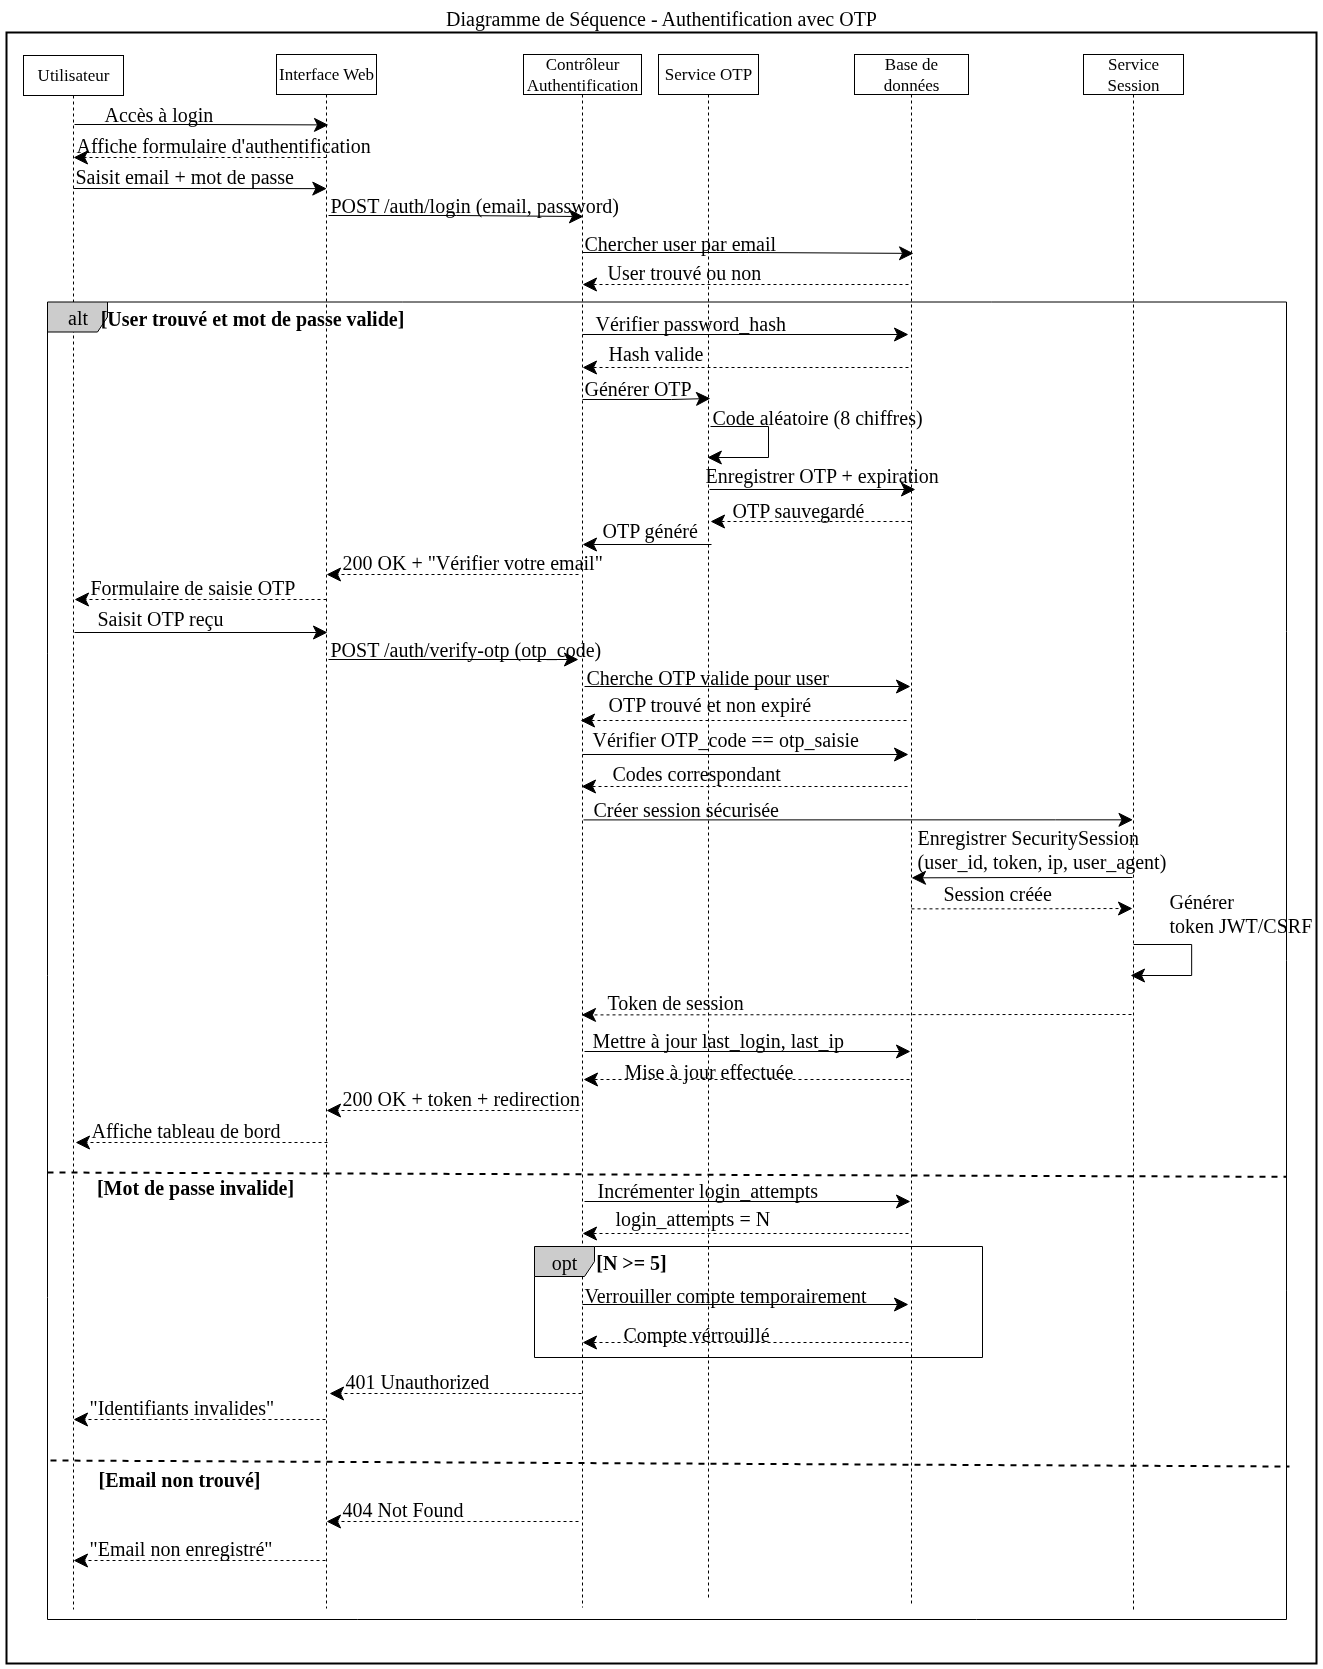 Diagramme de Séquence - Authentification avec OTP
Utilisateur
Interface Web
Contrôleur
Authentification
Service OTP
Base de
données
Service
Session
Accès à login
Affiche formulaire d'authentification
Saisit email + mot de passe
POST /auth/login (email, password)
Chercher user par email
User trouvé ou non
alt
[User trouvé et mot de passe valide]
Vérifier password_hash
Hash valide
Générer OTP
Code aléatoire (8 chiffres)
Enregistrer OTP + expiration
OTP sauvegardé
OTP généré
200 OK + "Vérifier votre email"
Formulaire de saisie OTP
Saisit OTP reçu
POST /auth/verify-otp (otp_code)
Cherche OTP valide pour user
OTP trouvé et non expiré
Vérifier OTP_code == otp_saisie
Codes correspondant
Créer session sécurisée
Enregistrer SecuritySession
(user_id, token, ip, user_agent)
Session créée
Générer
token JWT/CSRF
Token de session
Mettre à jour last_login, last_ip
Mise à jour effectuée
200 OK + token + redirection
Affiche tableau de bord
[Mot de passe invalide]
Incrémenter login_attempts
login_attempts = N
opt
[N >= 5]
Verrouiller compte temporairement
Compte verrouillé
401 Unauthorized
"Identifiants invalides"
[Email non trouvé]
404 Not Found
"Email non enregistré"